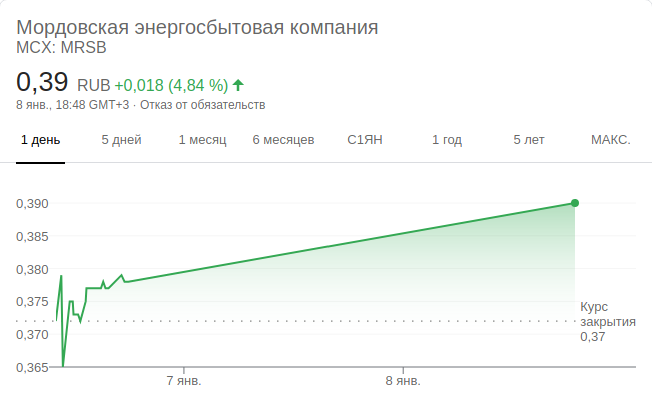 Мордовская энергосбытовая компания
MCX: MRSB
0,39 RUB +0,018 (4,84 %)
8 янв., 18:48 GMT+3 · Отказ от обязательств
1 день 5 дней 1 месяц 6 месяцев С1ЯН 1 год 5 лет МАКС.
0,390
0,385
0,380
0,375
0,370
0,365
Курс
закрытия
0,37
7 янв. 8 янв.